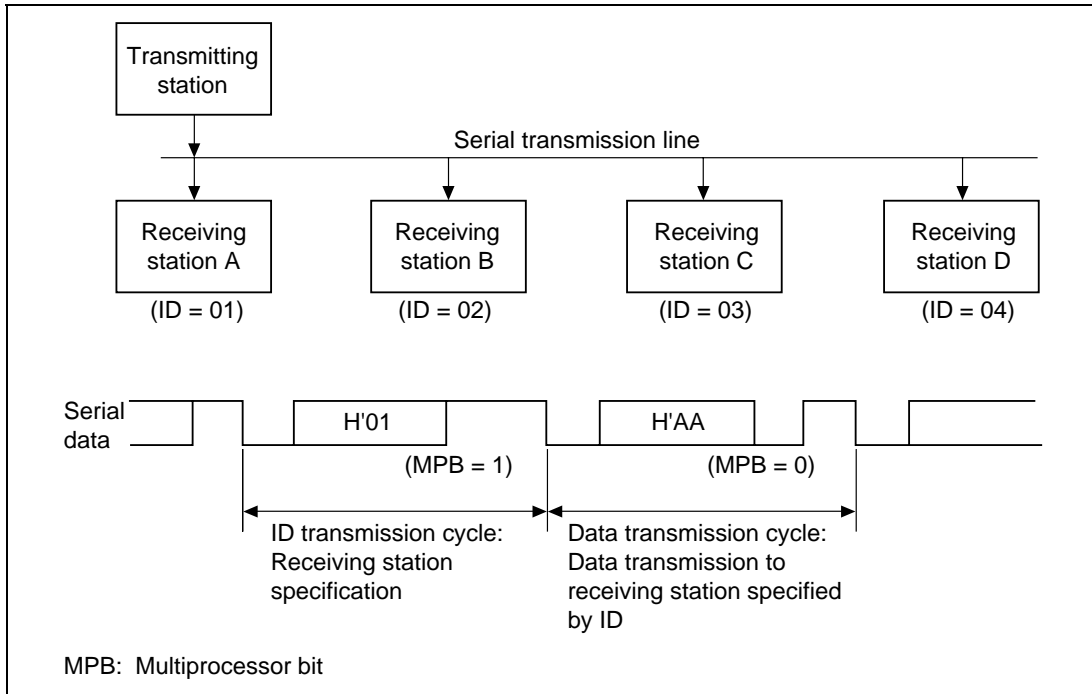 Transmitting
station
Serial transmission line
Receiving
station A
Receiving
station B
Receiving
station C
Receiving
station D
(ID = 01)
(ID = 02)
(ID = 03)
(ID = 04)
Serial
data
H'01
H'AA
(MPB = 1)
(MPB = 0)
ID transmission cycle:
Receiving station
specification
Data transmission cycle:
Data transmission to
receiving station specified
by ID
MPB: Multiprocessor bit